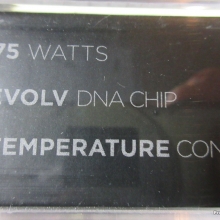 75 WATTS
EVOLV DNA CHIP
TEMPERATURE CON